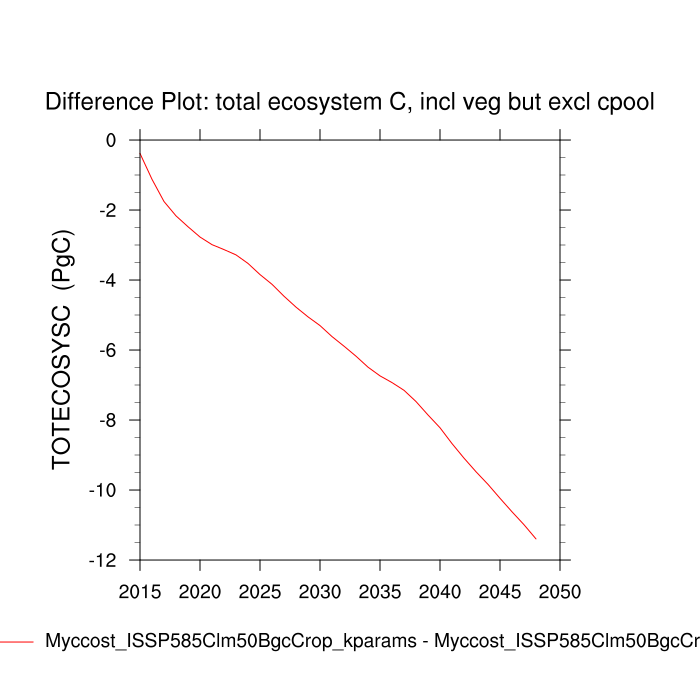 Difference Plot: total ecosystem C, incl veg but excl cpool
TOTECOSYSC (PgC)
0
-2
-4
-6
-8
-10
-12
2015 2020 2025 2030 2035 2040 2045 2050
Myccost_ISSP585Clm50BgcCrop_kparams - Myccost_ISSP585Clm50BgcCr